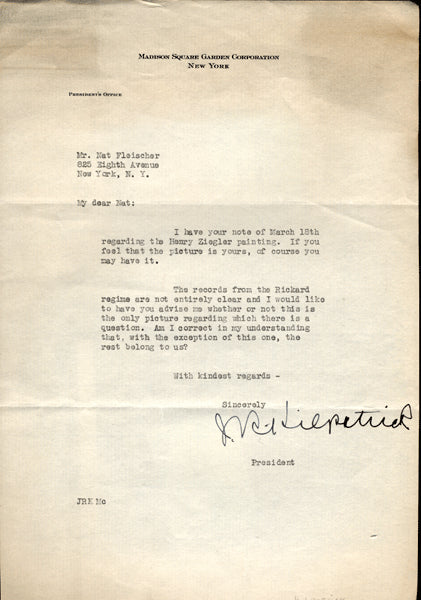 MADISON SQUARE GARDEN CORPORATION
NEW YORK
PRESIDENT'S OFFICE
Mr. Nat Fleischer
825 Eighth Avenue
New York, N. Y.
My dear Nat:
I have your note of March 18th
regarding the Henry Ziegler painting. If you
feel that the picture is yours, of course you
may have it.
The records from the Rickard
regime are not entirely clear and I would like
to have you advise me whether or not this is
the only picture regarding which there is a
question. Am I correct in my understanding
that, with the exception of this one, the
rest belong to us?
With kindest regards -
Sincerely
J. R. Kilpatrick
President
JRK Mc